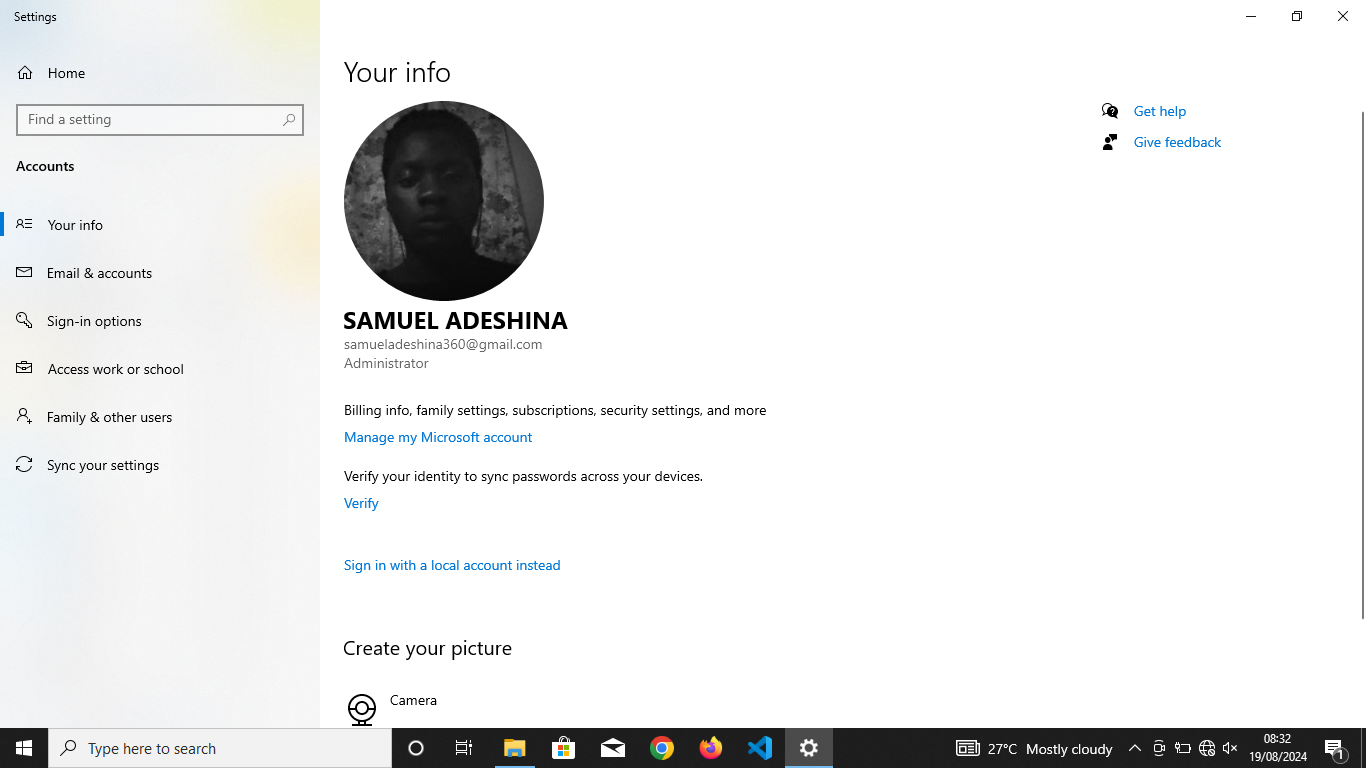 Settings
Home
Find a setting
Accounts
Your info
Email & accounts
Sign-in options
Access work or school
Family & other users
Sync your settings
Your info
SAMUEL ADESHINA
samueladeshina360@gmail.com
Administrator
Billing info, family settings, subscriptions, security settings, and more
Manage my Microsoft account
Verify your identity to sync passwords across your devices.
Verify
Sign in with a local account instead
Create your picture
Camera
Get help
Give feedback
Type here to search
27°C Mostly cloudy
08:32
19/08/2024
1